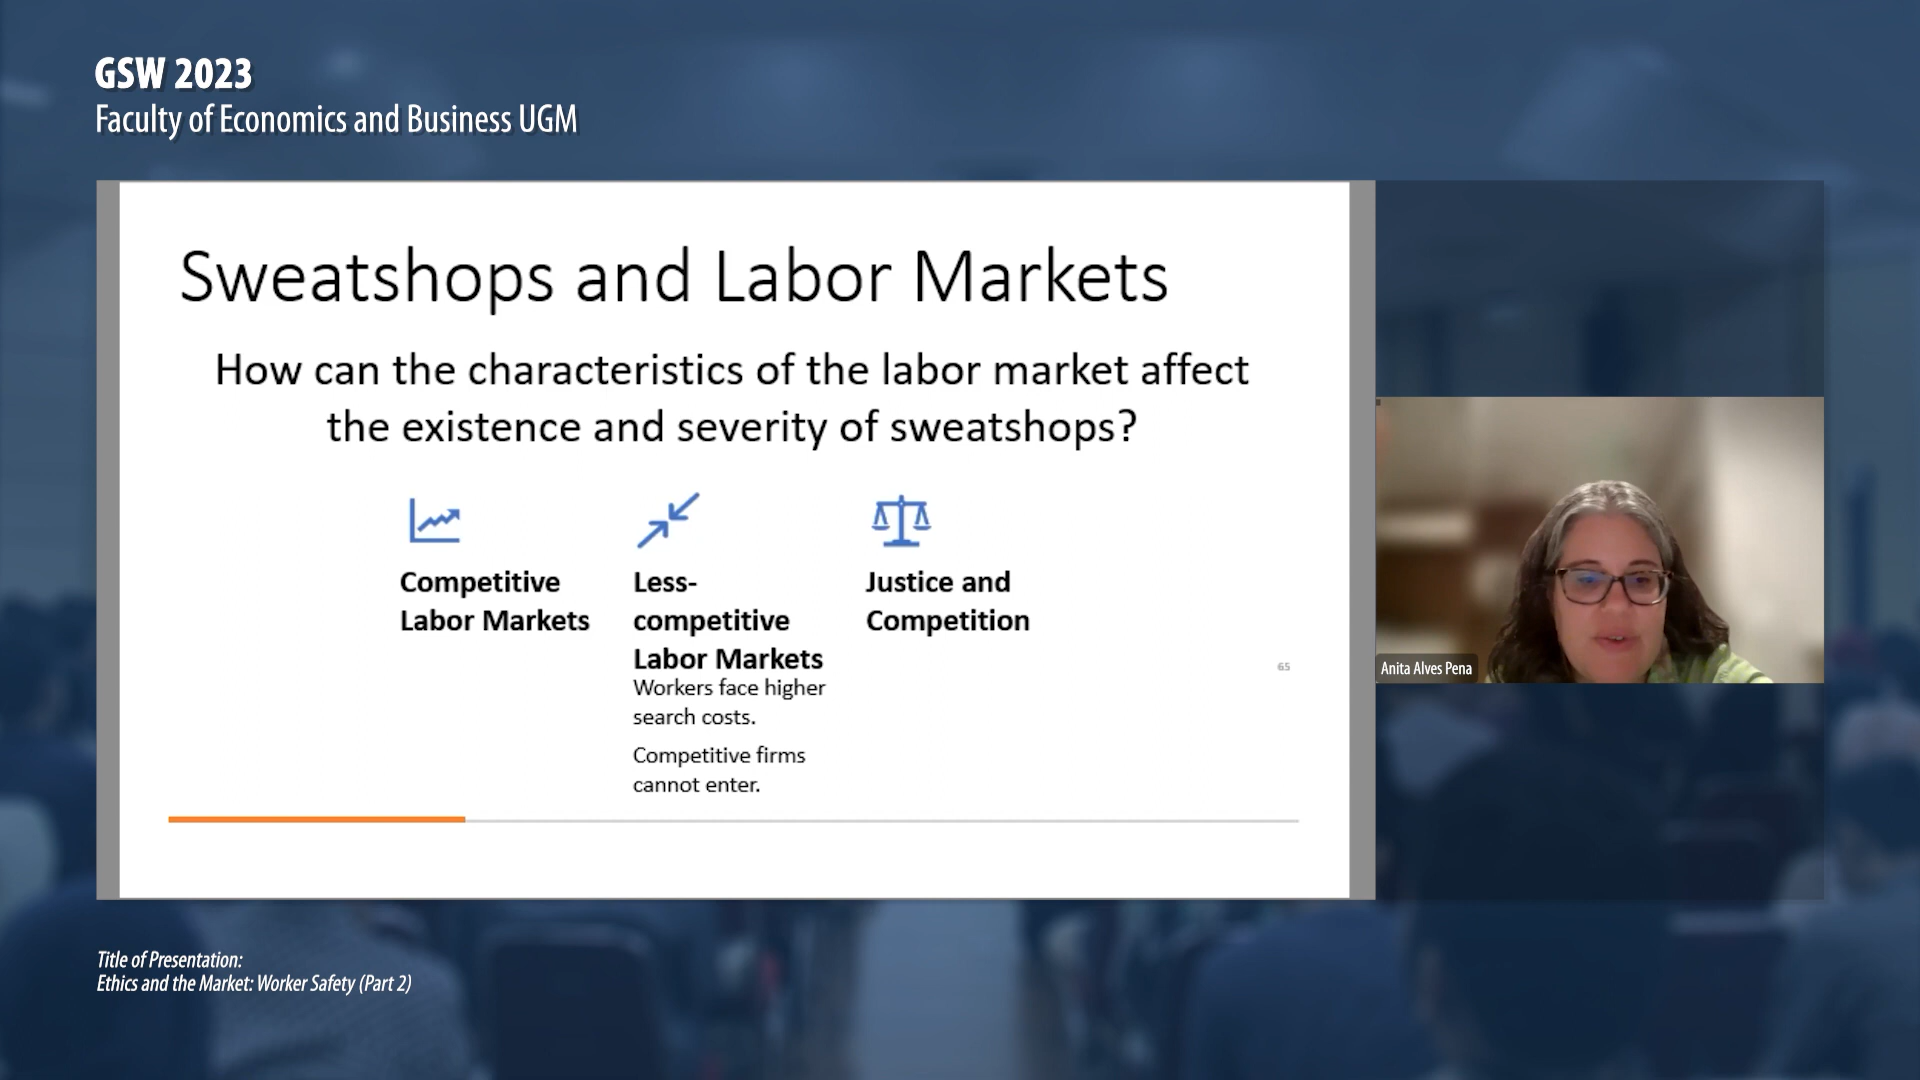 GSW 2023
Faculty of Economics and Business UGM
Sweatshops and Labor Markets
How can the characteristics of the labor market affect
the existence and severity of sweatshops?
Competitive
Labor Markets
Less-
competitive
Labor Markets
Workers face higher
search costs.
Competitive firms
cannot enter.
Justice and
Competition
65
Anita Alves Pena
Title of Presentation:
Ethics and the Market: Worker Safety (Part 2)